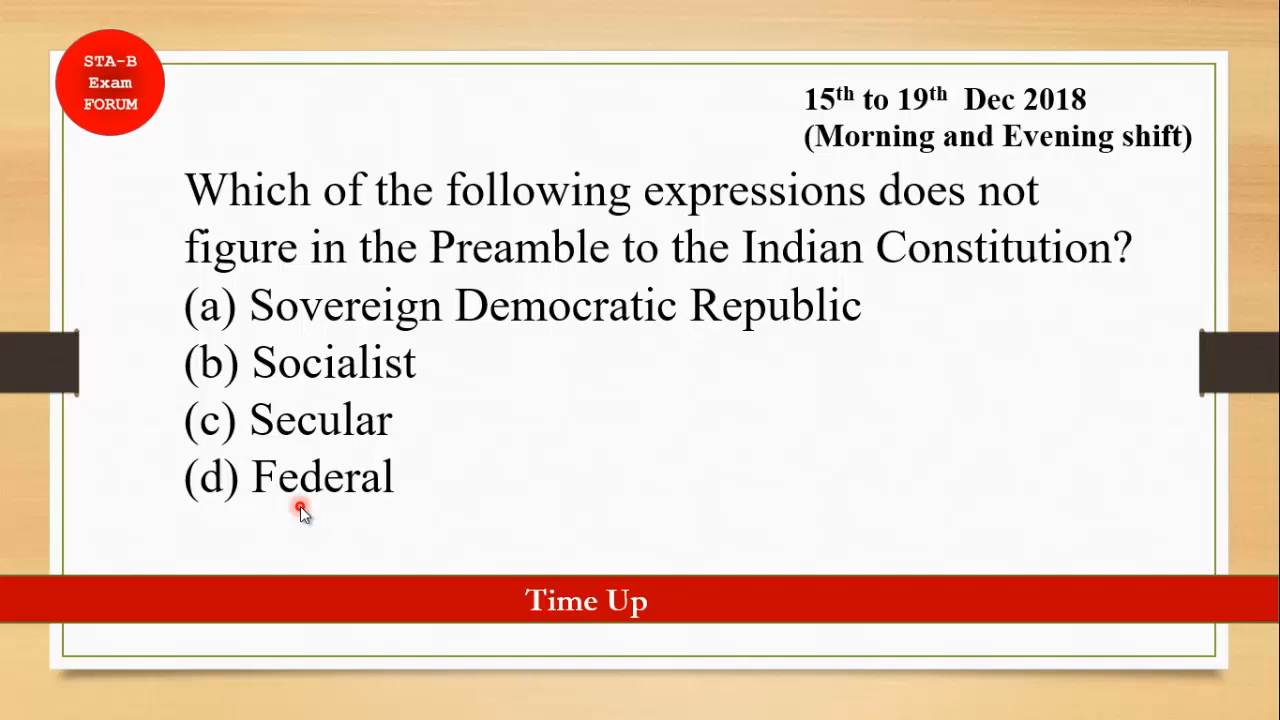 STA-B
Exam
FORUM
15th to 19th Dec 2018
(Morning and Evening shift)
Which of the following expressions does not
figure in the Preamble to the Indian Constitution?
(a) Sovereign Democratic Republic
(b) Socialist
(c) Secular
(d) Federal
Time Up